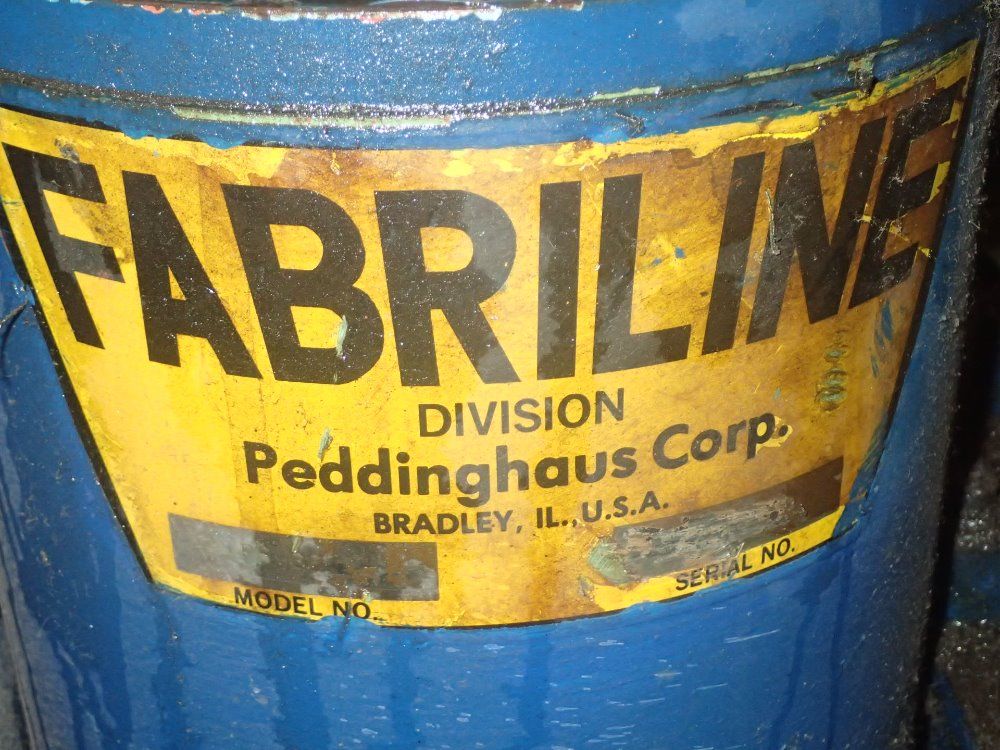 FABRILINE
DIVISION
Peddinghaus Corp.
BRADLEY, IL., U.S.A.
MODEL NO.
SERIAL NO.